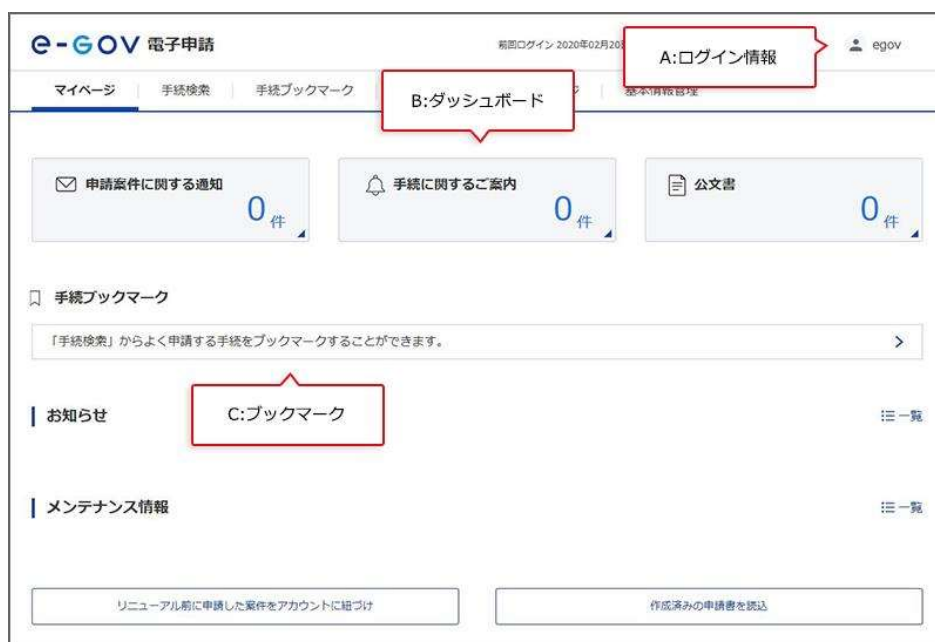 e-GOV 電子申請
前回ログイン 2020年02月20
A:ログイン情報
egov
マイページ
手続検索
手続ブックマーク
B:ダッシュボード
基本情報管理
申請案件に関する通知
0件
手続に関するご案内
0件
公文書
0件
手続ブックマーク
「手続検索」からよく申請する手続をブックマークすることができます。
C:ブックマーク
お知らせ
一覧
メンテナンス情報
一覧
リニューアル前に申請した案件をアカウントに紐づけ
作成済みの申請書を読込